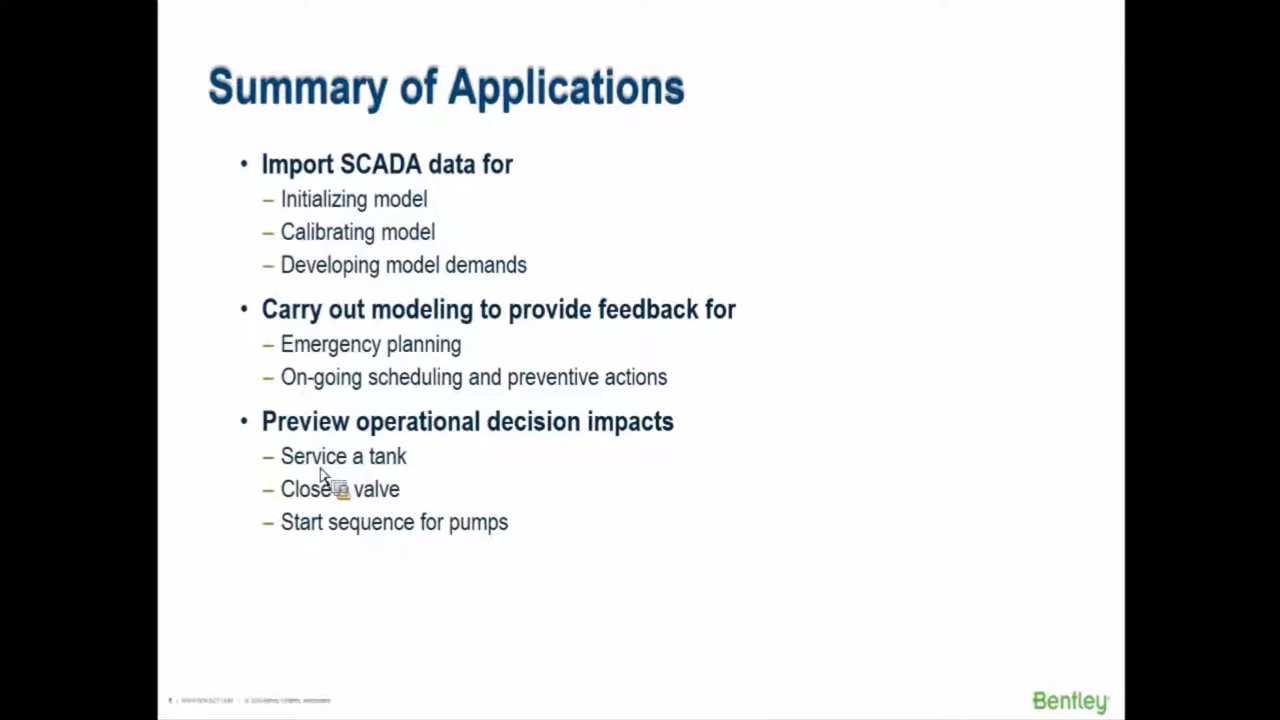 Summary of Applications
• Import SCADA data for
– Initializing model
– Calibrating model
– Developing model demands
• Carry out modeling to provide feedback for
– Emergency planning
– On-going scheduling and preventive actions
• Preview operational decision impacts
– Service a tank
– Close valve
– Start sequence for pumps
Bentley